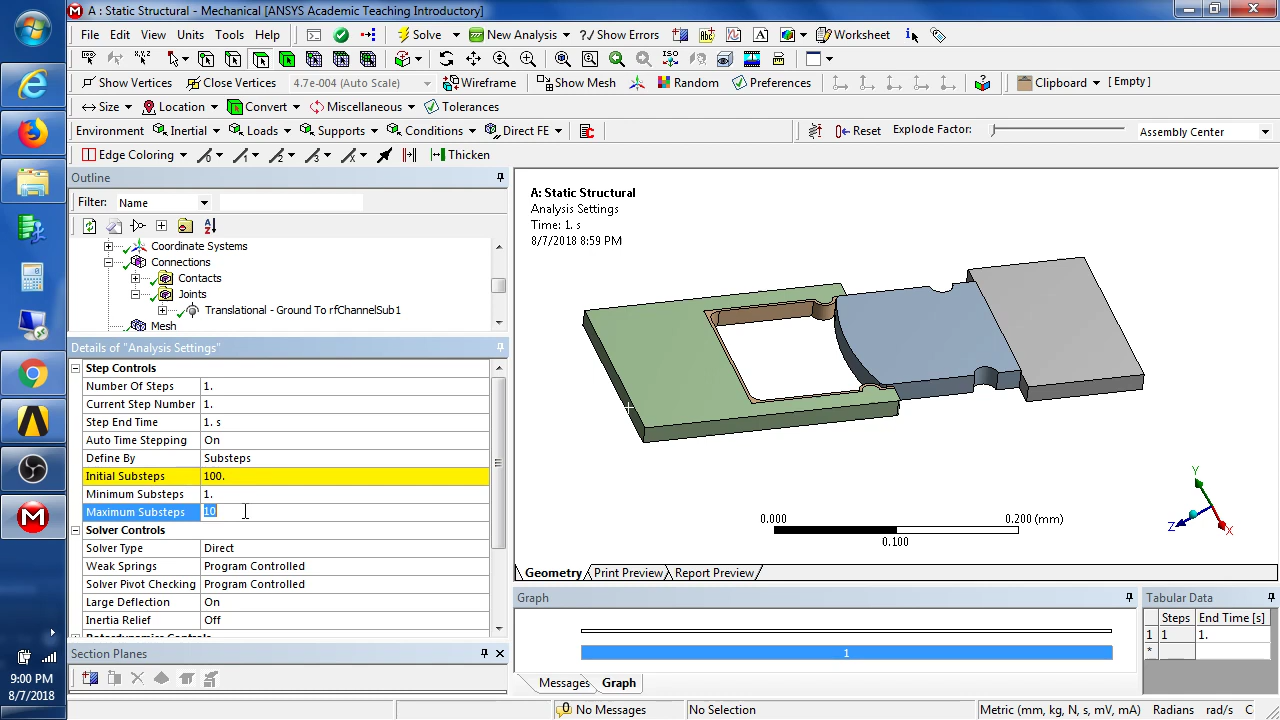 A : Static Structural - Mechanical [ANSYS Academic Teaching Introductory]
File Edit View Units Tools Help Solve New Analysis ?/ Show Errors A Worksheet
Show Vertices Close Vertices 4.7e-004 (Auto Scale) Wireframe Show Mesh Random Preferences Clipboard [Empty]
Size Location Convert Miscellaneous Tolerances
Environment Inertial Loads Supports Conditions Direct FE Reset Explode Factor: Assembly Center
Edge Coloring Thicken
Outline
Filter: Name
Coordinate Systems
Connections
Contacts
Joints
Translational - Ground To rfChannelSub1
Mesh
Details of "Analysis Settings"
Step Controls
Number Of Steps 1.
Current Step Number 1.
Step End Time 1. s
Auto Time Stepping On
Define By Substeps
Initial Substeps 100.
Minimum Substeps 1.
Maximum Substeps 10
Solver Controls
Solver Type Direct
Weak Springs Program Controlled
Solver Pivot Checking Program Controlled
Large Deflection On
Inertia Relief Off
Section Planes
A: Static Structural
Analysis Settings
Time: 1. s
8/7/2018 8:59 PM
0.000 0.200 (mm)
0.100
Y
Z
X
Geometry Print Preview Report Preview
Graph
1
Messages Graph
Tabular Data
Steps End Time [s]
1 1 1.
*
0 No Messages No Selection Metric (mm, kg, N, s, mV, mA) Radians rad/s C
9:00 PM
8/7/2018